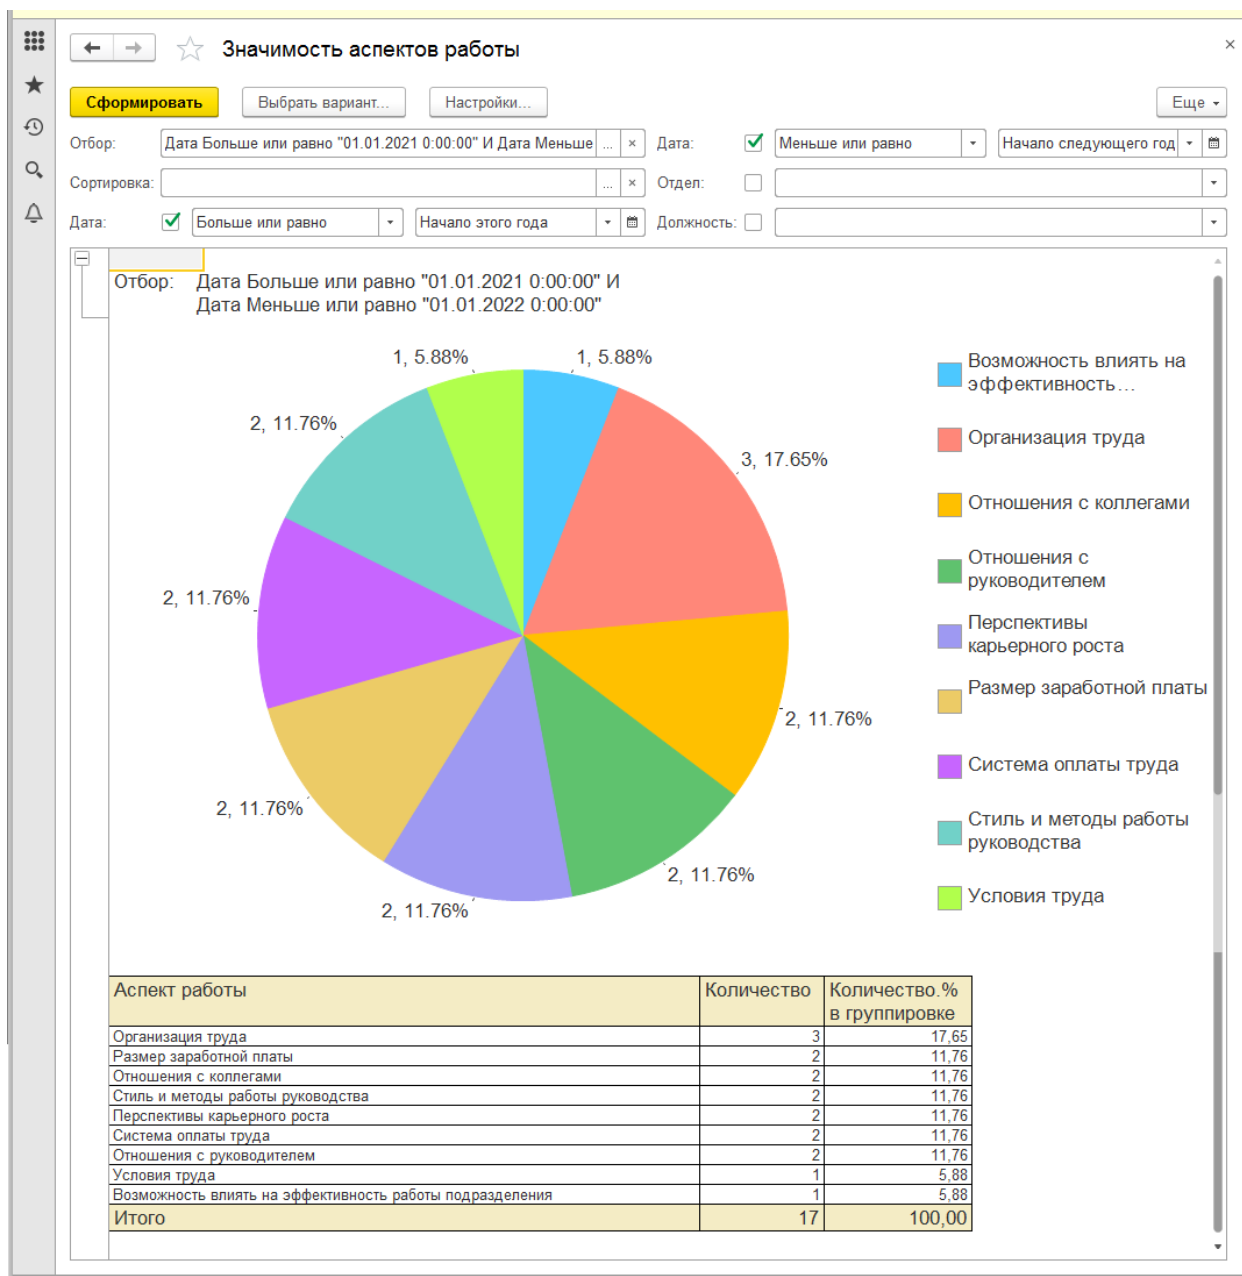 Значимость аспектов работы
×
Сформировать
Выбрать вариант...
Настройки...
Еще
Отбор:
Дата Больше или равно "01.01.2021 0:00:00" И Дата Меньше
...
×
Дата:
Меньше или равно
Начало следующего год
Сортировка:
...
×
Отдел:
Дата:
Больше или равно
Начало этого года
Должность:
Отбор: Дата Больше или равно "01.01.2021 0:00:00" И
Дата Меньше или равно "01.01.2022 0:00:00"
1, 5.88%
1, 5.88%
2, 11.76%
3, 17.65%
2, 11.76%
2, 11.76%
2, 11.76%
2, 11.76%
2, 11.76%
Возможность влиять на
эффективность...
Организация труда
Отношения с коллегами
Отношения с
руководителем
Перспективы
карьерного роста
Размер заработной платы
Система оплаты труда
Стиль и методы работы
руководства
Условия труда
Аспект работы Количество Количество.%
в группировке
Организация труда 3 17,65
Размер заработной платы 2 11,76
Отношения с коллегами 2 11,76
Стиль и методы работы руководства 2 11,76
Перспективы карьерного роста 2 11,76
Система оплаты труда 2 11,76
Отношения с руководителем 2 11,76
Условия труда 1 5,88
Возможность влиять на эффективность работы подразделения 1 5,88
Итого 17 100,00